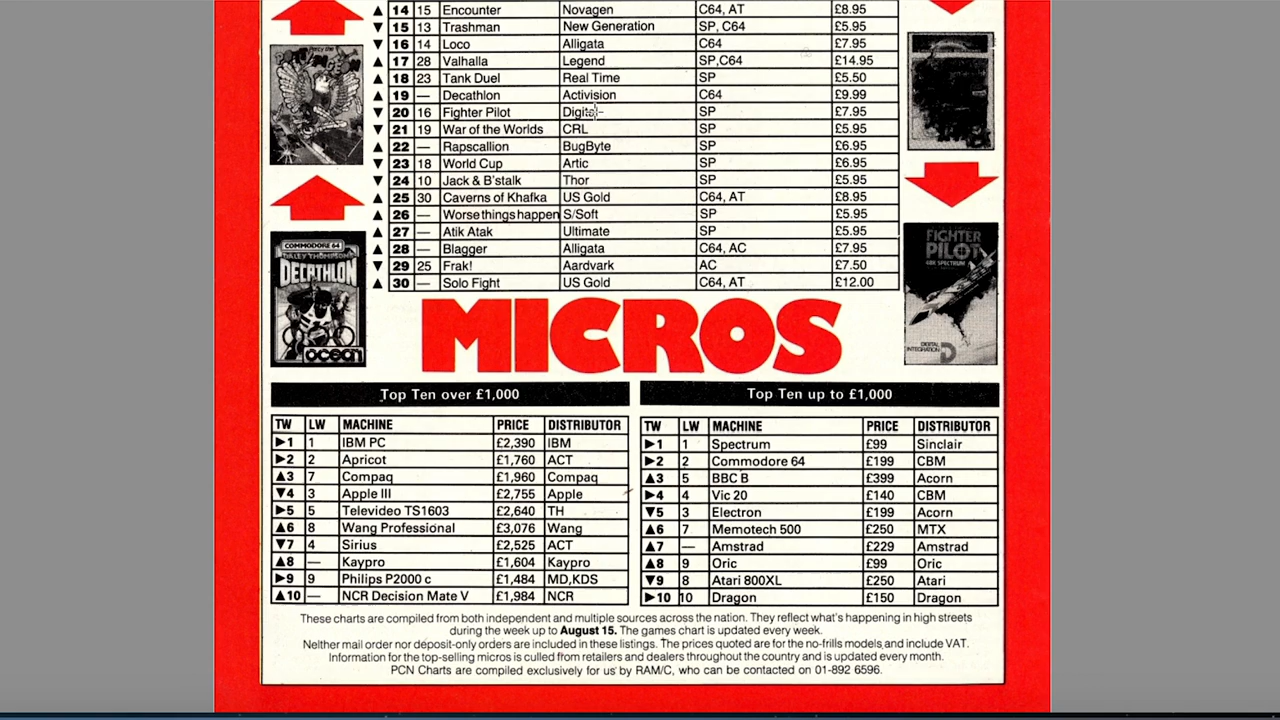 ▲ 14 15 Encounter Novagen C64, AT £8.95
▼ 15 13 Trashman New Generation SP, C64 £5.95
▼ 16 14 Loco Alligata C64 £7.95
▲ 17 28 Valhalla Legend SP,C64 £14.95
▲ 18 23 Tank Duel Real Time SP £5.50
▲ 19 — Decathlon Activision C64 £9.99
▼ 20 16 Fighter Pilot Digital SP £7.95
▼ 21 19 War of the Worlds CRL SP £5.95
▲ 22 — Rapscallion BugByte SP £6.95
▼ 23 18 World Cup Artic SP £6.95
▼ 24 10 Jack & B'stalk Thor SP £5.95
▲ 25 30 Caverns of Khafka US Gold C64, AT £8.95
▲ 26 — Worse things happen S/Soft SP £5.95
▲ 27 — Atik Atak Ultimate SP £5.95
▲ 28 — Blagger Alligata C64, AC £7.95
▼ 29 25 Frak! Aardvark AC £7.50
▲ 30 — Solo Fight US Gold C64, AT £12.00
COMMODORE 64
DALEY THOMPSON'S
DECATHLON
ocean
FIGHTER
PILOT
48K SPECTRUM
DIGITAL
INTEGRATION
MICROS
Top Ten over £1,000
TW LW MACHINE PRICE DISTRIBUTOR
▶1 1 IBM PC £2,390 IBM
▶2 2 Apricot £1,760 ACT
▲3 7 Compaq £1,960 Compaq
▼4 3 Apple III £2,755 Apple
▶5 5 Televideo TS1603 £2,640 TH
▲6 8 Wang Professional £3,076 Wang
▼7 4 Sirius £2,525 ACT
▲8 — Kaypro £1,604 Kaypro
▶9 9 Philips P2000 c £1,484 MD,KDS
▲10 — NCR Decision Mate V £1,984 NCR
Top Ten up to £1,000
TW LW MACHINE PRICE DISTRIBUTOR
▶1 1 Spectrum £99 Sinclair
▶2 2 Commodore 64 £199 CBM
▲3 5 BBC B £399 Acorn
▶4 4 Vic 20 £140 CBM
▼5 3 Electron £199 Acorn
▲6 7 Memotech 500 £250 MTX
▲7 — Amstrad £229 Amstrad
▲8 9 Oric £99 Oric
▼9 8 Atari 800XL £250 Atari
▶10 10 Dragon £150 Dragon
These charts are compiled from both independent and multiple sources across the nation. They reflect what's happening in high streets
during the week up to August 15. The games chart is updated every week.
Neither mail order nor deposit-only orders are included in these listings. The prices quoted are for the no-frills models and include VAT.
Information for the top-selling micros is culled from retailers and dealers throughout the country and is updated every month.
PCN Charts are compiled exclusively for us by RAM/C, who can be contacted on 01-892 6596.